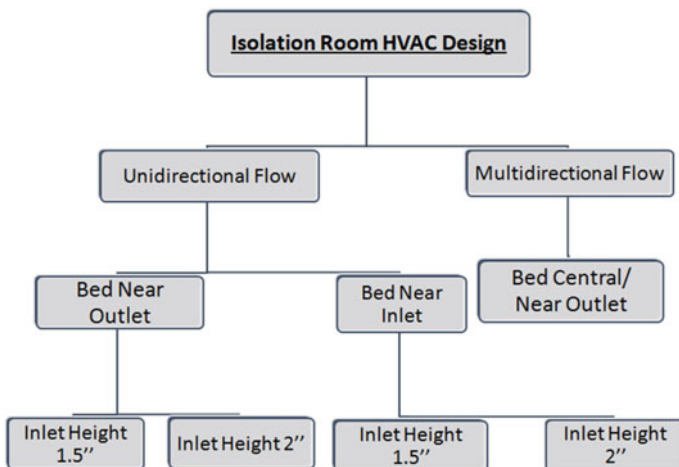 Isolation Room HVAC Design
Unidirectional Flow
Multidirectional Flow
Bed Near
Outlet
Bed Near
Inlet
Bed Central/
Near Outlet
Inlet Height
1.5’’
Inlet Height 2’’
Inlet Height
1.5’’
Inlet Height
2’’